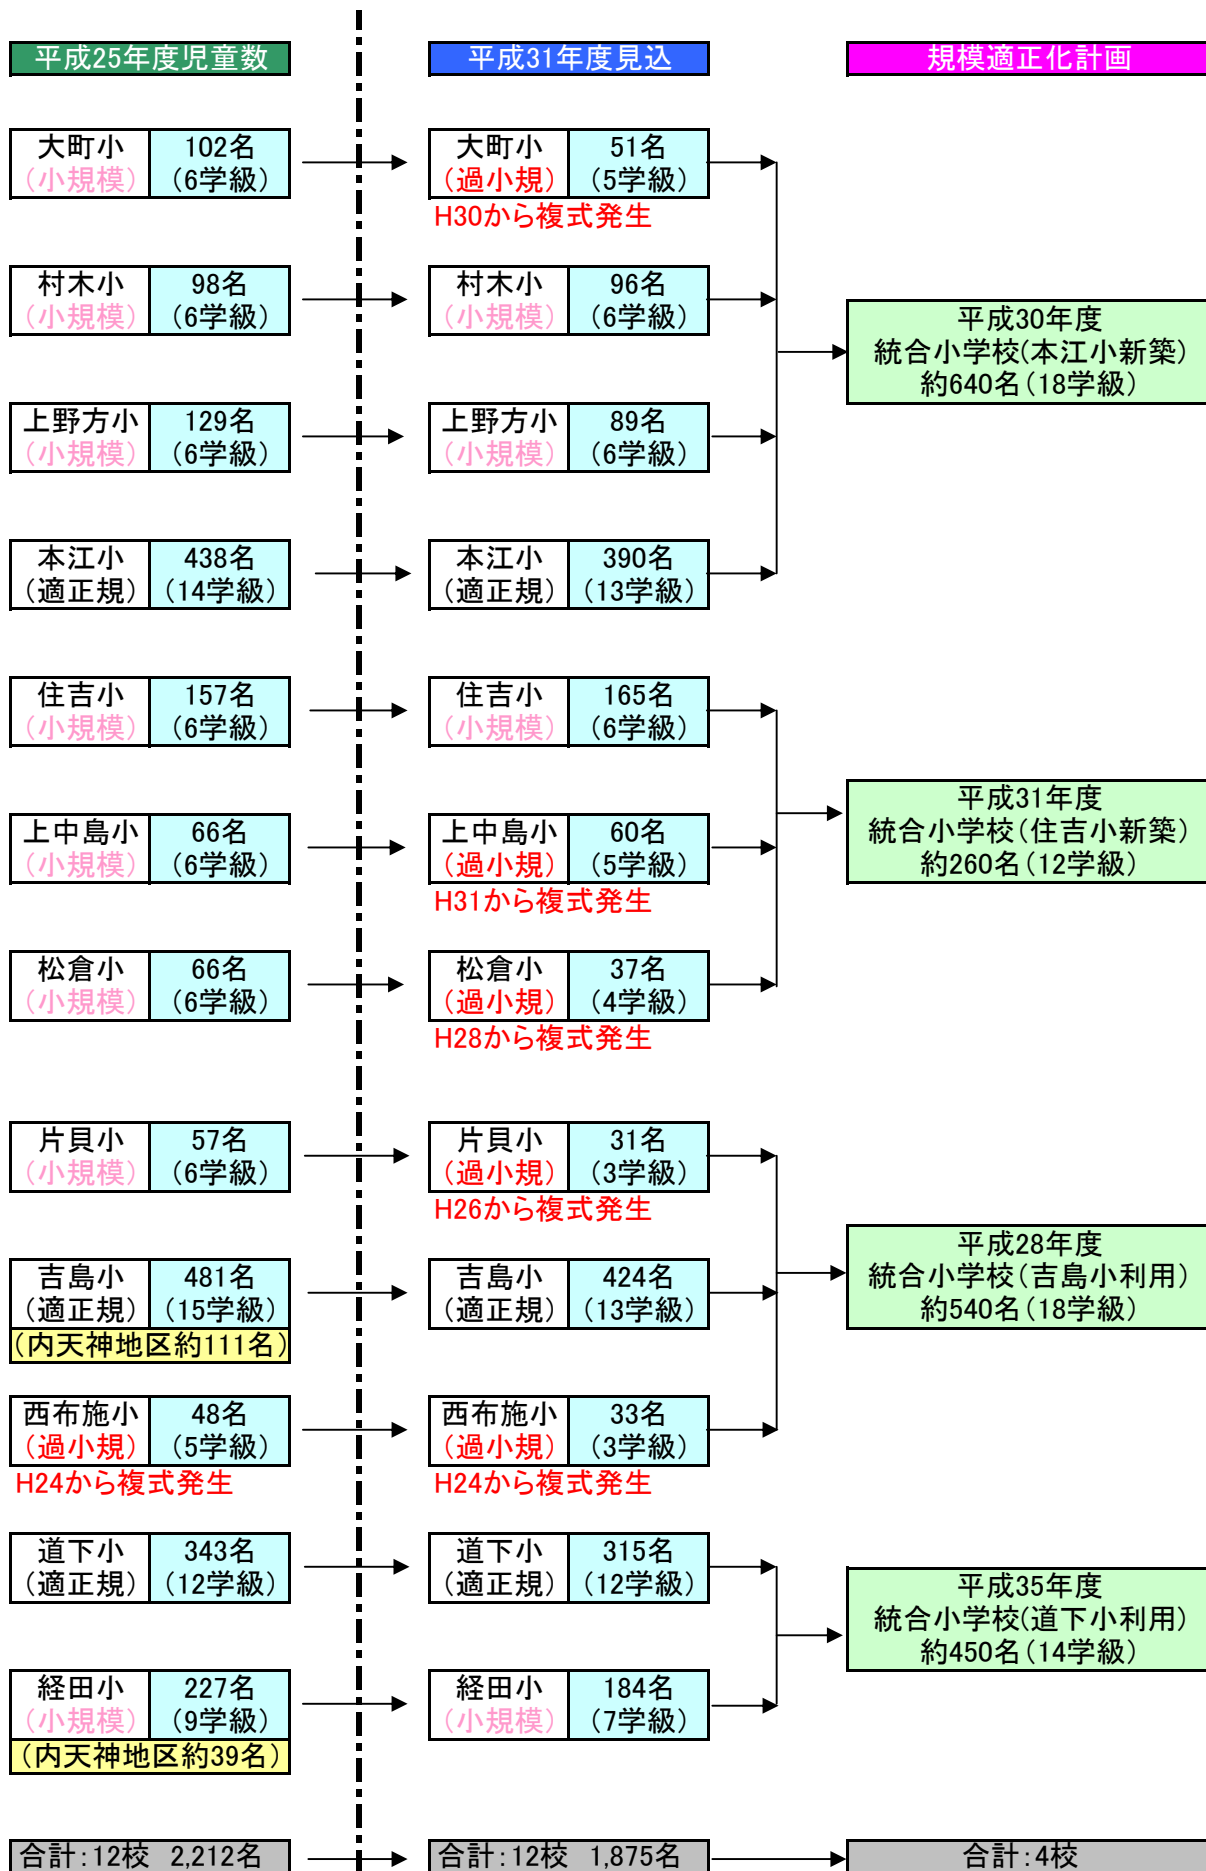 平成25年度児童数
平成31年度見込
規模適正化計画
大町小 102名
(小規模) (6学級)
大町小 51名
(過小規) (5学級)
H30から複式発生
村木小 98名
(小規模) (6学級)
村木小 96名
(小規模) (6学級)
平成30年度
統合小学校(本江小新築)
約640名(18学級)
上野方小 129名
(小規模) (6学級)
上野方小 89名
(小規模) (6学級)
本江小 438名
(適正規) (14学級)
本江小 390名
(適正規) (13学級)
住吉小 157名
(小規模) (6学級)
住吉小 165名
(小規模) (6学級)
平成31年度
統合小学校(住吉小新築)
約260名(12学級)
上中島小 66名
(小規模) (6学級)
上中島小 60名
(過小規) (5学級)
H31から複式発生
松倉小 66名
(小規模) (6学級)
松倉小 37名
(過小規) (4学級)
H28から複式発生
片貝小 57名
(小規模) (6学級)
片貝小 31名
(過小規) (3学級)
H26から複式発生
平成28年度
統合小学校(吉島小利用)
約540名(18学級)
吉島小 481名
(適正規) (15学級)
(内天神地区約111名)
吉島小 424名
(適正規) (13学級)
西布施小 48名
(過小規) (5学級)
H24から複式発生
西布施小 33名
(過小規) (3学級)
H24から複式発生
道下小 343名
(適正規) (12学級)
道下小 315名
(適正規) (12学級)
平成35年度
統合小学校(道下小利用)
約450名(14学級)
経田小 227名
(小規模) (9学級)
(内天神地区約39名)
経田小 184名
(小規模) (7学級)
合計:12校 2,212名
合計:12校 1,875名
合計:4校